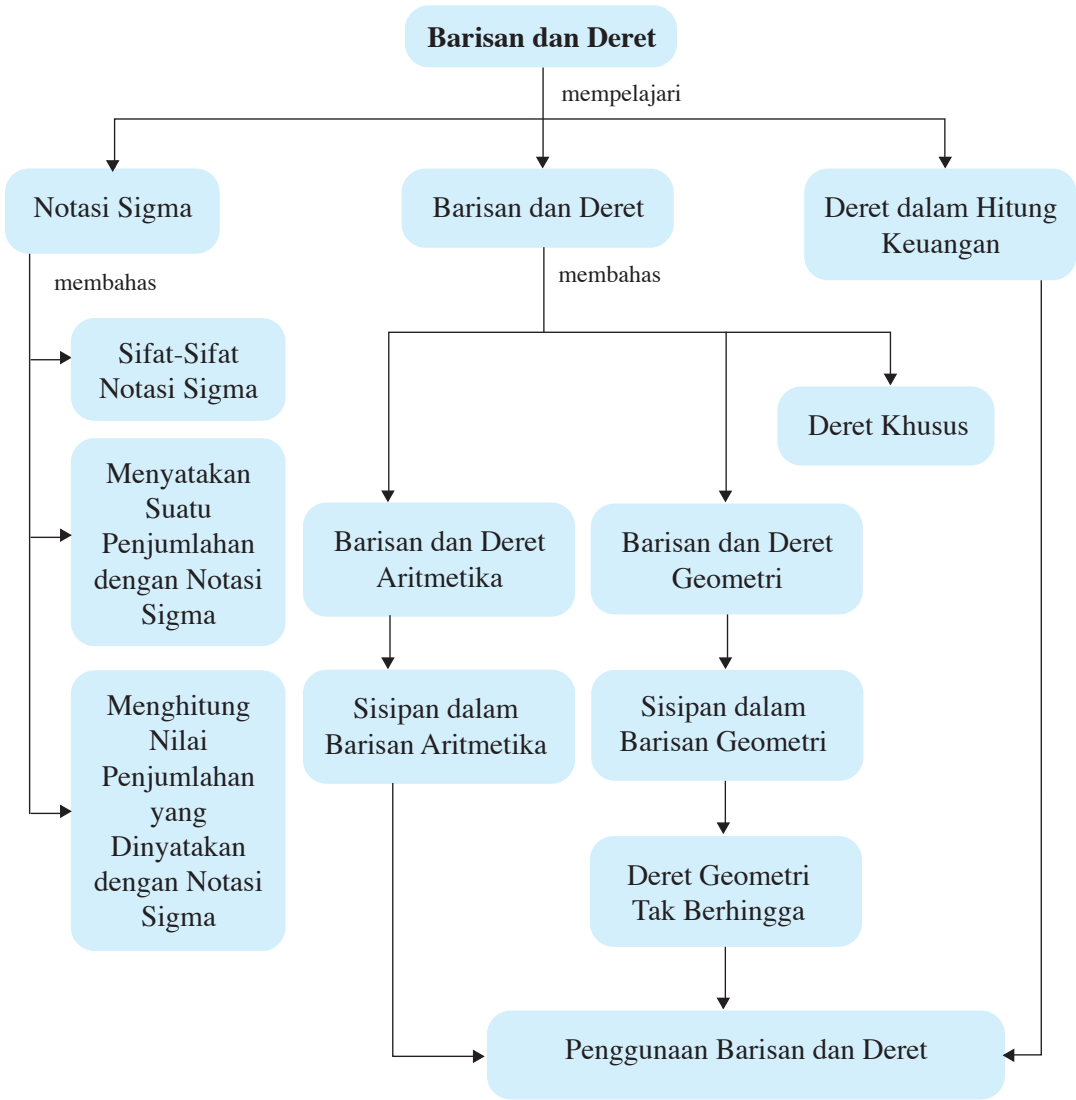 Barisan dan Deret
mempelajari
Notasi Sigma
Barisan dan Deret
Deret dalam Hitung
Keuangan
membahas
membahas
Sifat-Sifat
Notasi Sigma
Menyatakan
Suatu
Penjumlahan
dengan Notasi
Sigma
Menghitung
Nilai
Penjumlahan
yang
Dinyatakan
dengan Notasi
Sigma
Deret Khusus
Barisan dan Deret
Aritmetika
Barisan dan Deret
Geometri
Sisipan dalam
Barisan Aritmetika
Sisipan dalam
Barisan Geometri
Deret Geometri
Tak Berhingga
Penggunaan Barisan dan Deret